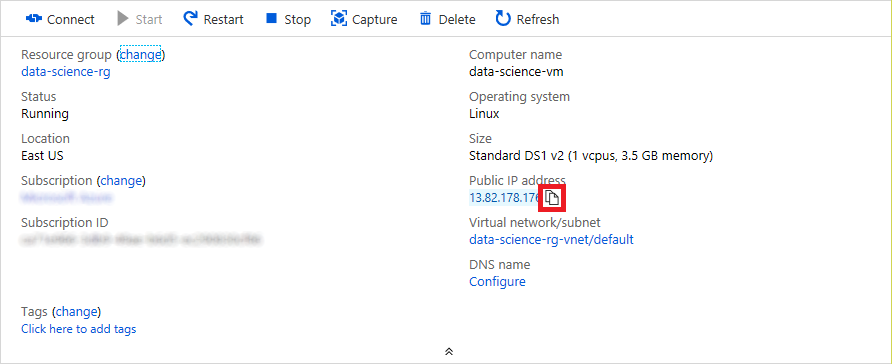 Connect Start Restart Stop Capture Delete Refresh
Resource group (change)
data-science-rg
Status
Running
Location
East US
Subscription (change)
Subscription ID
Tags (change)
Click here to add tags
Computer name
data-science-vm
Operating system
Linux
Size
Standard DS1 v2 (1 vcpus, 3.5 GB memory)
Public IP address
13.82.178.176
Virtual network/subnet
data-science-rg-vnet/default
DNS name
Configure